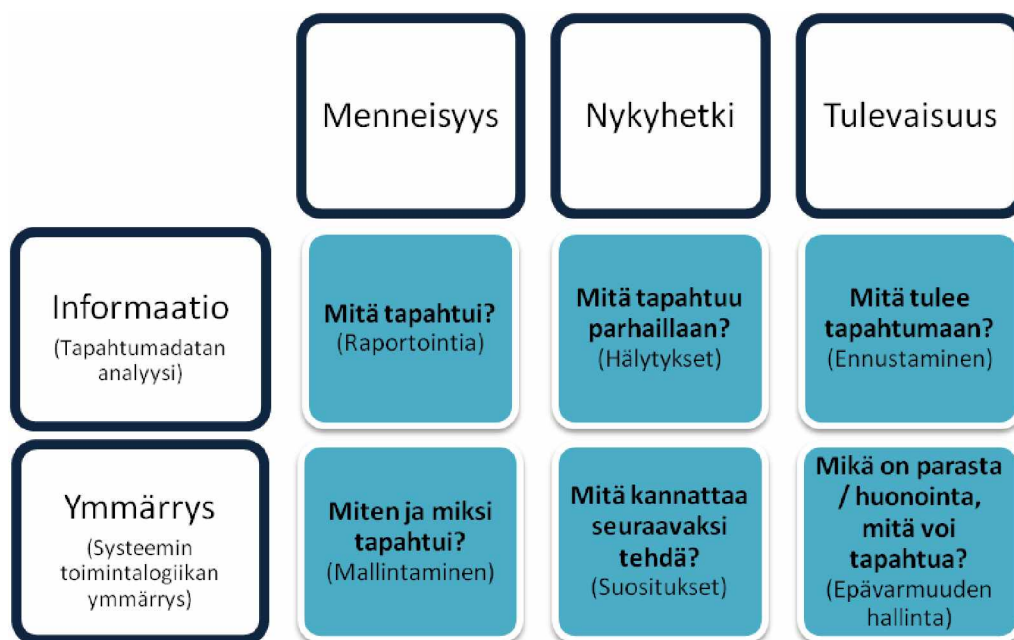 Menneisyys
Nykyhetki
Tulevaisuus
Informaatio
(Tapahtumadatan
analyysi)
Mitä tapahtui?
(Raportointia)
Mitä tapahtuu
parhaillaan?
(Hälytykset)
Mitä tulee
tapahtumaan?
(Ennustaminen)
Ymmärrys
(Systeemin
toimintalogiikan
ymmärrys)
Miten ja miksi
tapahtui?
(Mallintaminen)
Mitä kannattaa
seuraavaksi
tehdä?
(Suositukset)
Mikä on parasta
/ huonointa,
mitä voi
tapahtua?
(Epävarmuuden
hallinta)